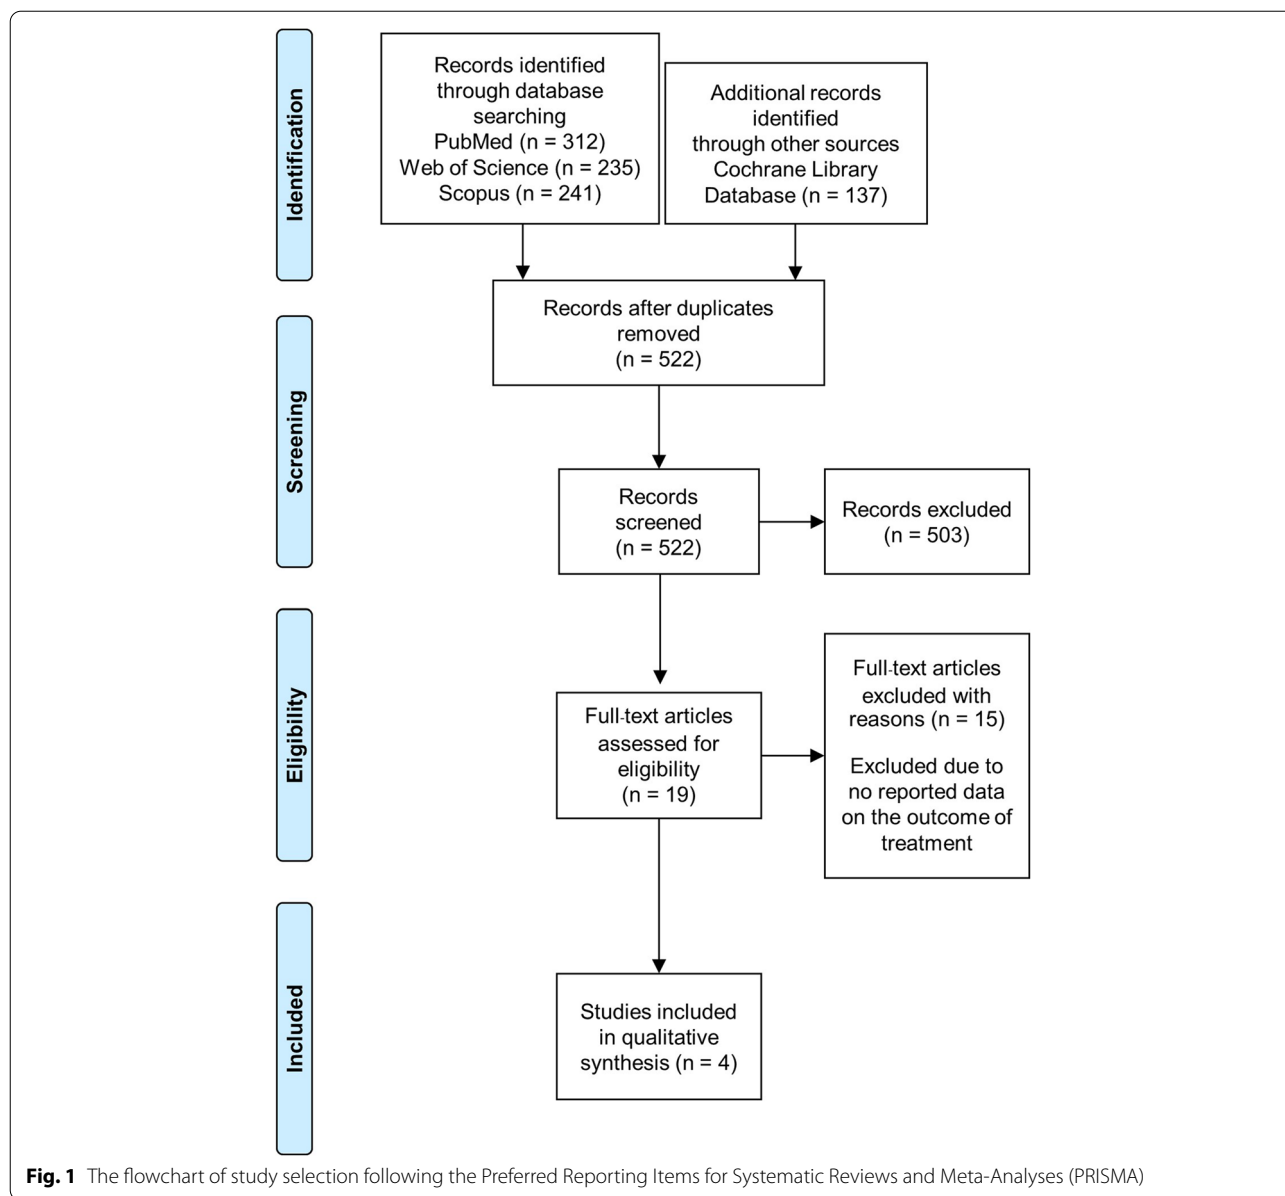 Identification
Records identified
through database
searching
PubMed (n = 312)
Web of Science (n = 235)
Scopus (n = 241)
Additional records
identified
through other sources
Cochrane Library
Database (n = 137)
Records after duplicates
removed
(n = 522)
Screening
Records
screened
(n = 522)
Records excluded
(n = 503)
Eligibility
Full-text articles
assessed for
eligibility
(n = 19)
Full-text articles
excluded with
reasons (n = 15)
Excluded due to
no reported data
on the outcome of
treatment
Included
Studies included
in qualitative
synthesis (n = 4)
Fig. 1 The flowchart of study selection following the Preferred Reporting Items for Systematic Reviews and Meta-Analyses (PRISMA)